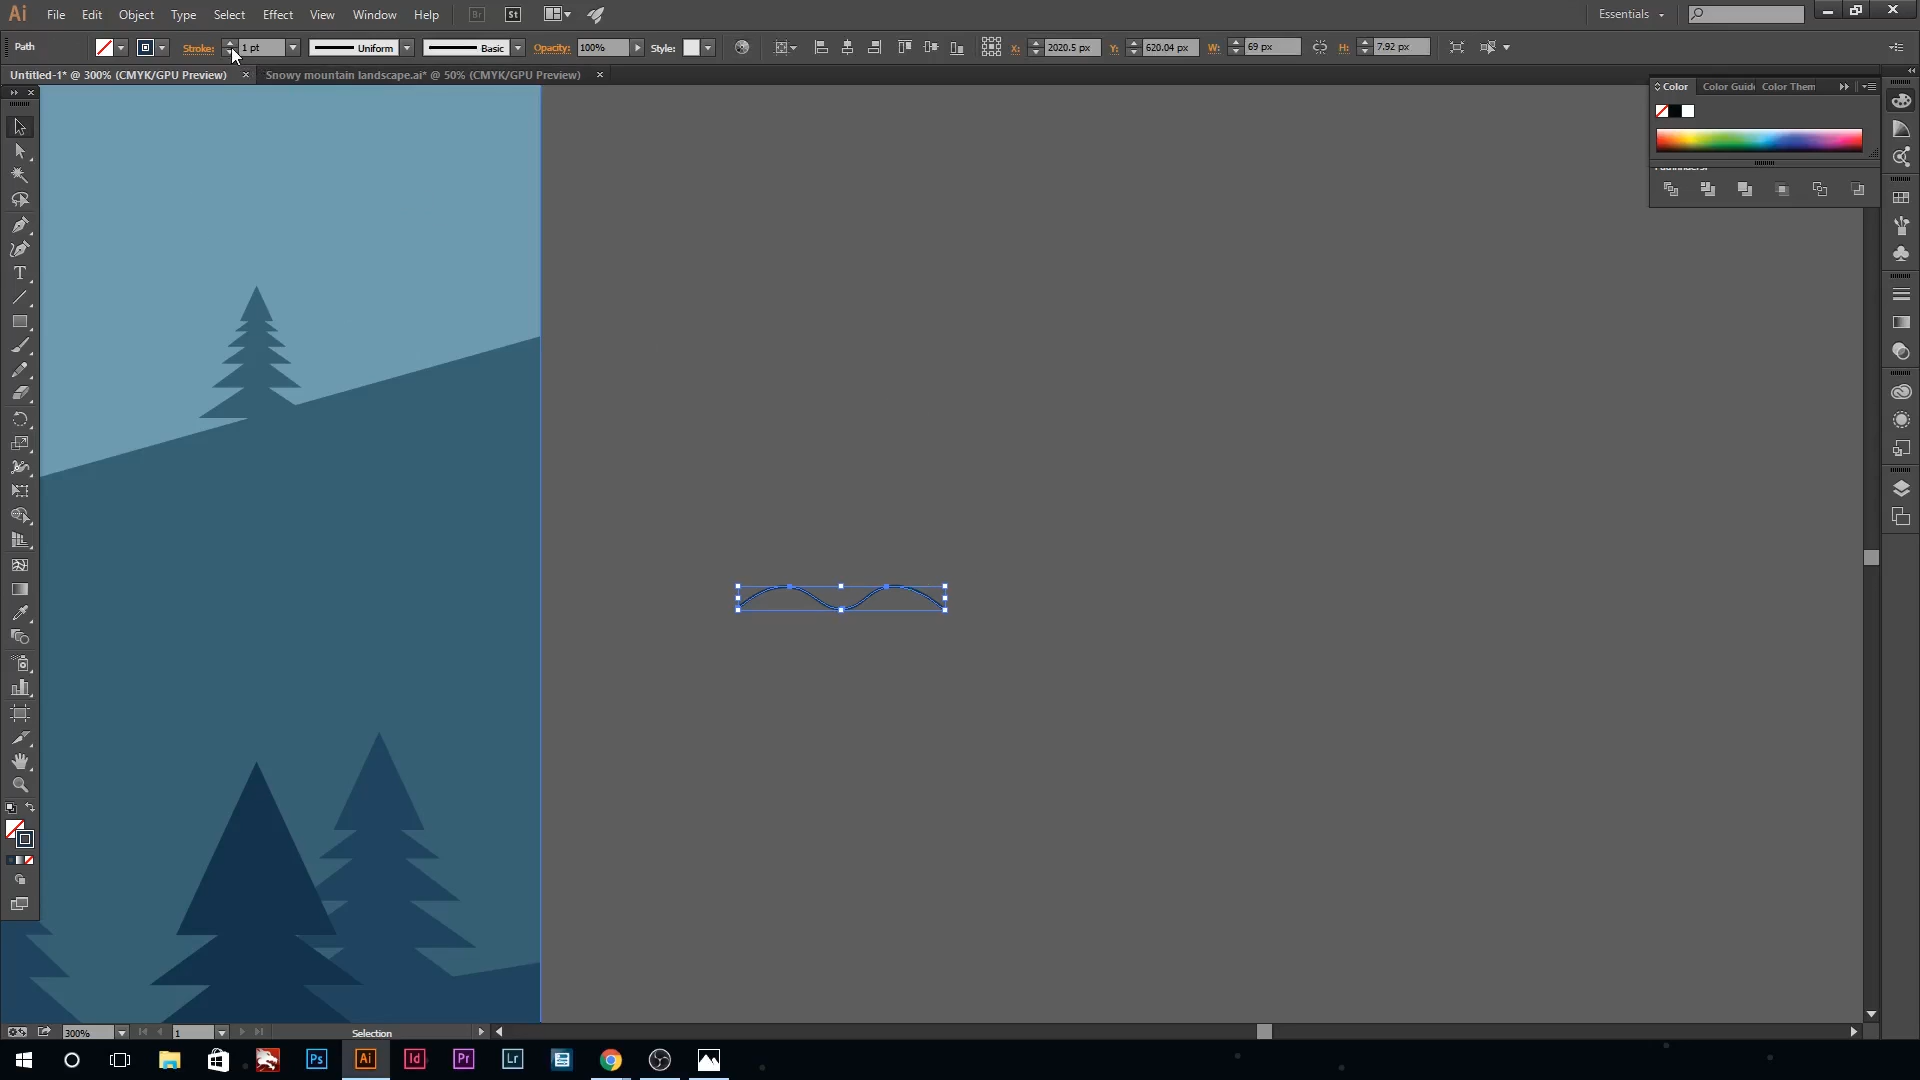 Ai File Edit Object Type Select Effect View Window Help Br St Essentials
Path Stroke: 1 pt Uniform Basic Opacity: 100% Style: X: 2020.5 px Y: 620.04 px W: 69 px H: 7.92 px
Untitled-1* @ 300% (CMYK/GPU Preview) Snowy mountain landscape.ai* @ 50% (CMYK/GPU Preview)
Color Color Guid Color Them
300% 1 Selection
Ps Ai Id Pr Lr